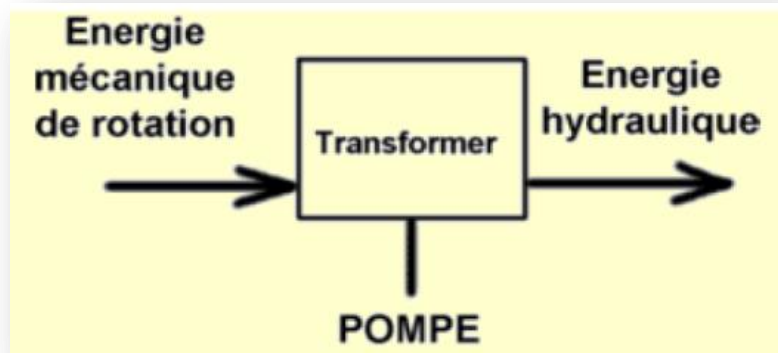 Energie
mécanique
de rotation
Transformer
Energie
hydraulique
POMPE